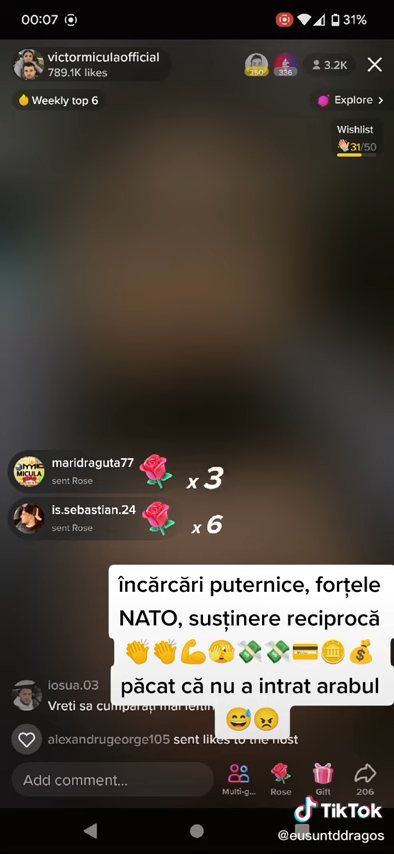 00:07
31%
victormiculaofficial
789.1K likes
250
336
3.2K
Weekly top 6
Explore >
Wishlist
31/50
MICULA
maridraguta77
sent Rose
x 3
is.sebastian.24
sent Rose
x 6
încărcări puternice, forțele
NATO, susținere reciprocă
👏👏💪🫣💸💸💳🪙💰
păcat că nu a intrat arabul
😅😠
iosua.03
Vreti sa cumparați mai ieftin
alexandrugeorge105 sent likes to the host
Add comment...
Multi-g...
Rose
Gift
206
TikTok
@eusuntddragos